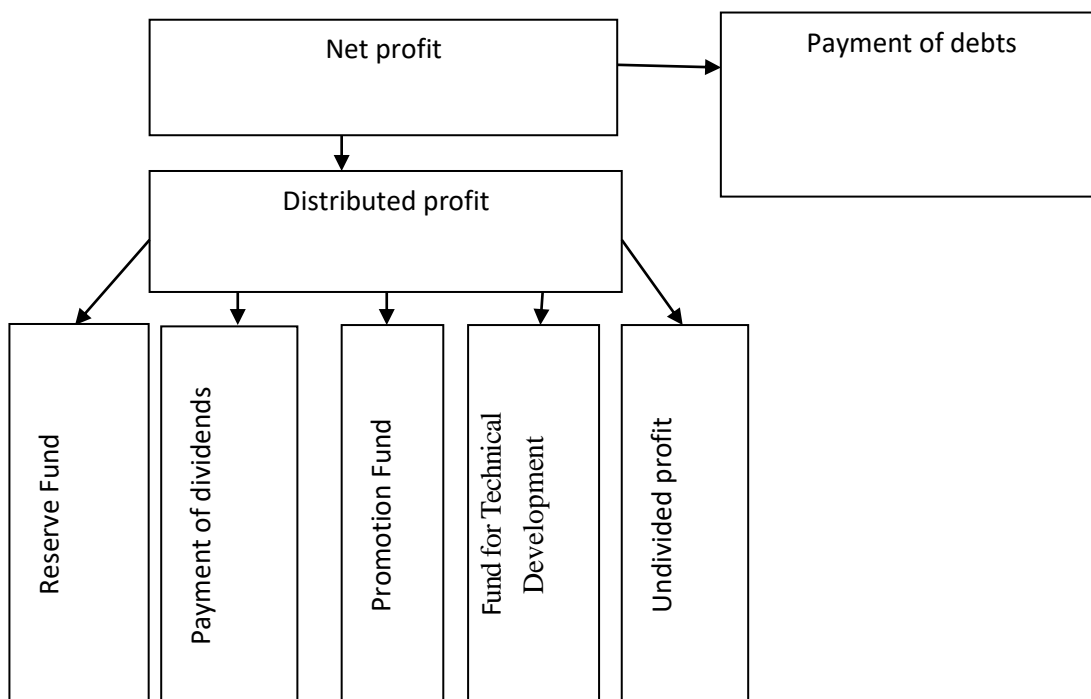 Net profit
Payment of debts
Distributed profit
Reserve Fund
Payment of dividends
Promotion Fund
Fund for Technical
Development
Undivided profit